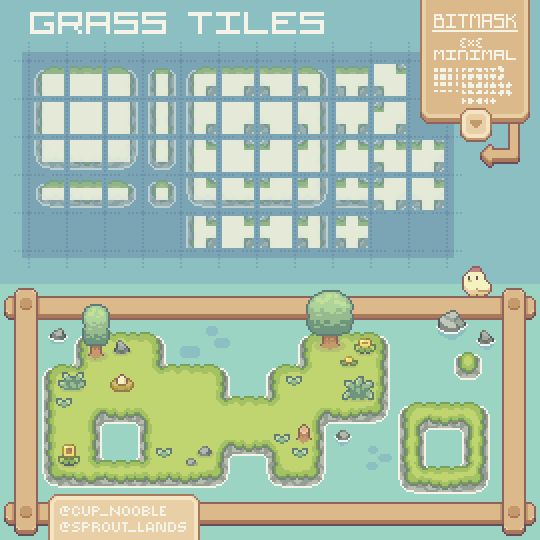 GRASS TILES
BITMASK
3X3
MINIMAL
@CUP_NOOBLE
@SPROUT_LANDS